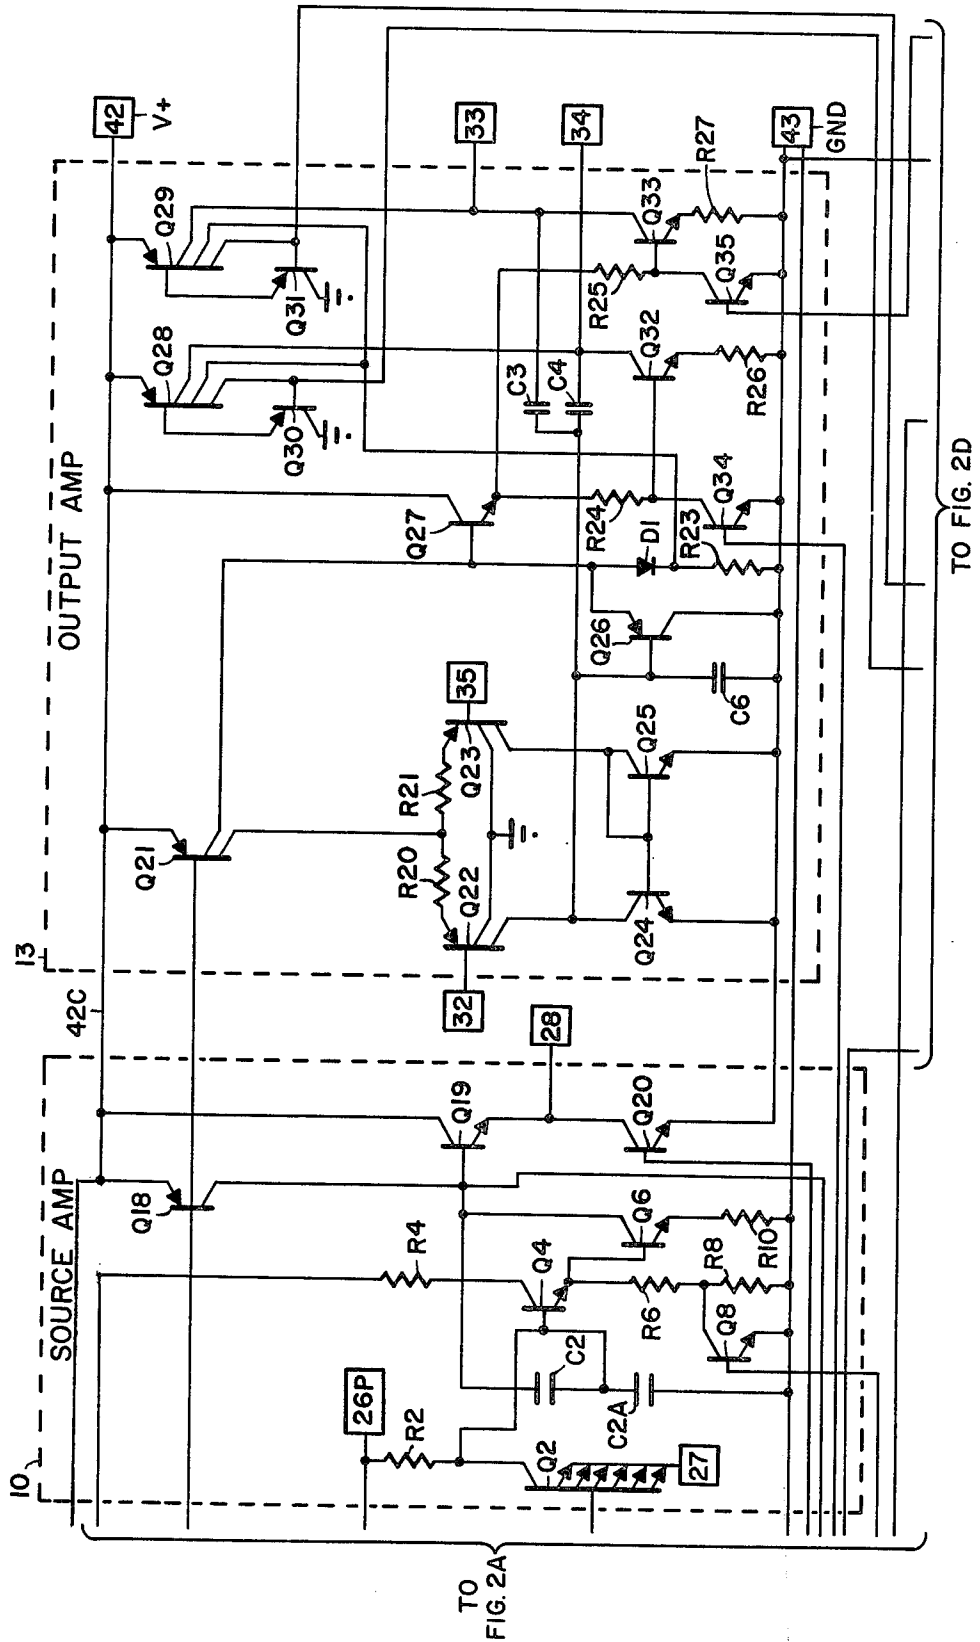 SOURCE AMP
OUTPUT AMP
10
42C
13
42
V+
Q18
Q21
Q28
Q29
Q30
Q31
26P
R4
R2
Q19
32
Q22
R20
R21
Q23
35
Q27
33
34
C3
C4
28
Q2
C2
C2A
Q4
Q6
R6
Q8
R8
R10
Q20
Q24
Q25
Q26
C6
D1
R23
R24
Q34
Q32
R26
R25
Q33
Q35
R27
43
GND
27
TO
FIG. 2A
TO FIG. 2D